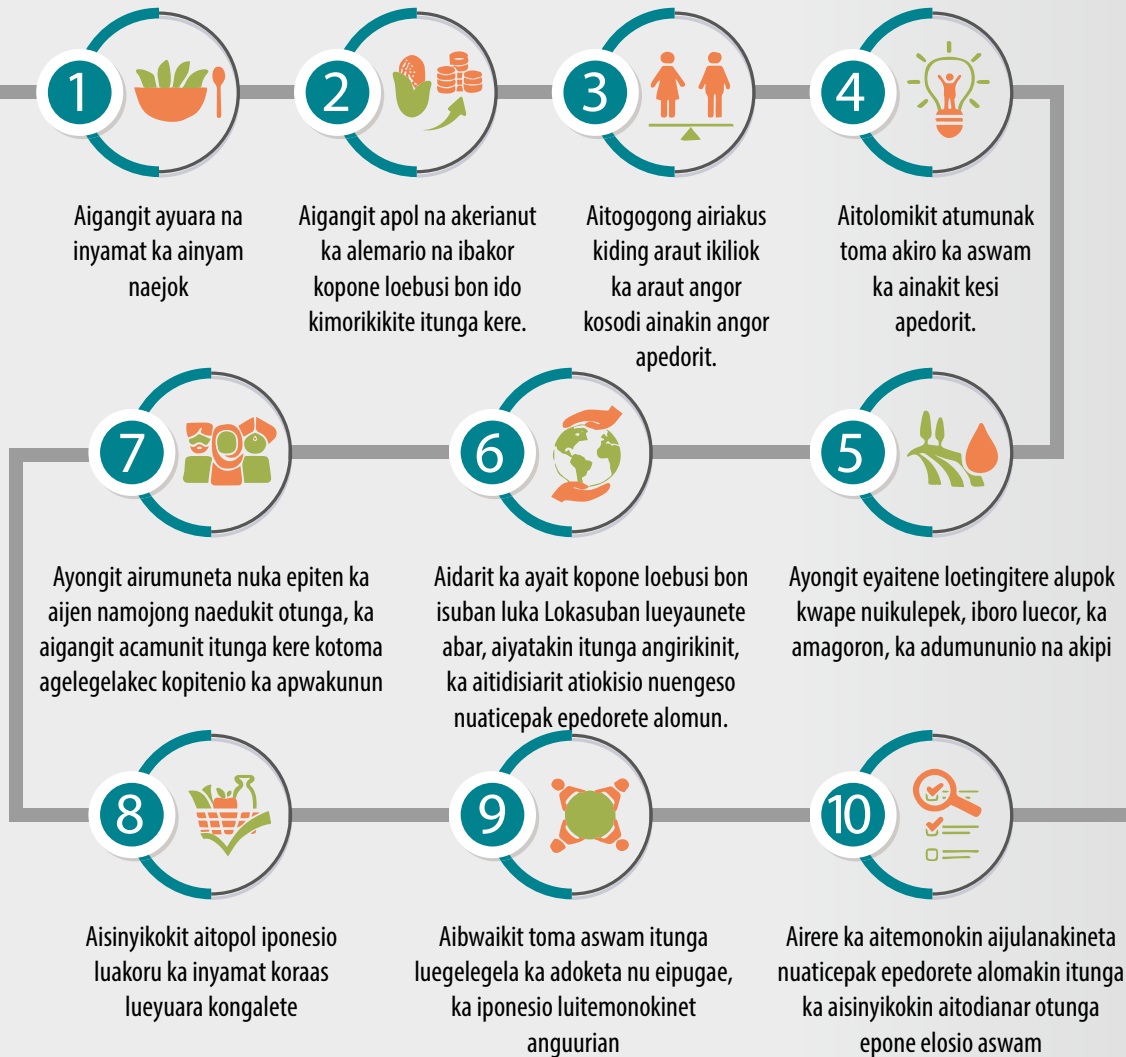 1
Aigangit ayuara na
inyamat ka ainyam
naejok
2
Aigangit apol na akerianut
ka alemario na ibakor
kopone loebusi bon ido
kimorikikite itunga kere.
3
Aitogogong airiakus
kiding araut ikiliok
ka araut angor
kosodi ainakin angor
apedorit.
4
Aitolomikit atumunak
toma akiro ka aswam
ka ainakit kesi
apedorit.
5
Ayongit eyaitene loetingitere alupok
kwape nuikulepek, iboro luecor, ka
amagoron, ka adumununio na akipi
6
Aidarit ka ayait kopone loebusi bon
isuban luka Lokasuban lueyaunete
abar, aiyatakin itunga angirikinit,
ka aitidisiarit atiokisio nuengeso
nuaticepak epedorete alomun.
7
Ayongit airumuneta nuka epiten ka
aijen namojong naedukit otunga, ka
aigangit acamunit itunga kere kotoma
agelegelakec kopitenio ka apwakunun
8
Aisinyikokit aitopol iponesio
luakoru ka inyamat koraas
lueyuara kongalete
9
Aibwaikit toma aswam itunga
luegelegela ka adoketa nu eipugae,
ka iponesio luitemonokinet
anguurian
10
Airere ka aitemonokin aijulanakineta
nuaticepak epedorete alomakin itunga
ka aisinyikokin aitodianar otunga
epone elosio aswam